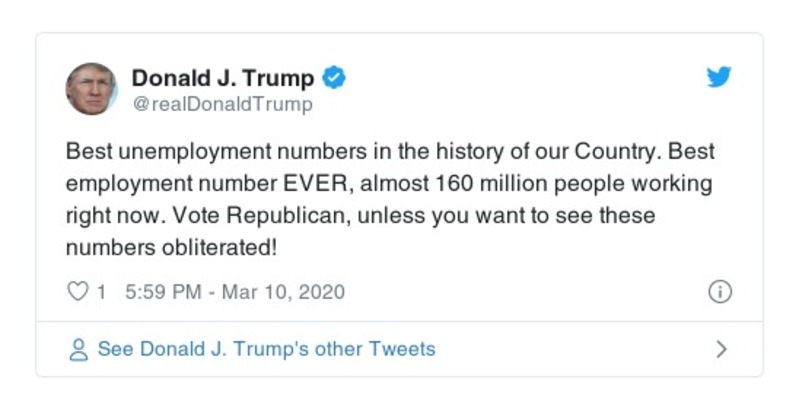 Donald J. Trump
@realDonaldTrump
Best unemployment numbers in the history of our Country. Best
employment number EVER, almost 160 million people working
right now. Vote Republican, unless you want to see these
numbers obliterated!
1 5:59 PM - Mar 10, 2020
See Donald J. Trump's other Tweets